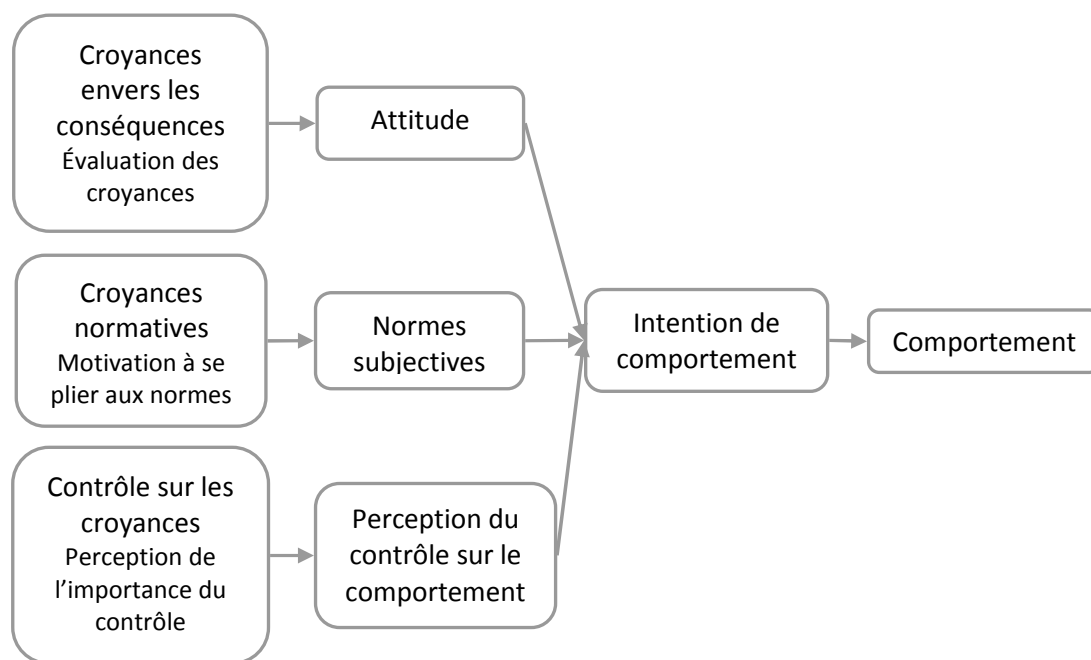 Croyances
envers les
conséquences
Évaluation des
croyances
Attitude
Croyances
normatives
Motivation à se
plier aux normes
Normes
subjectives
Intention de
comportement
Comportement
Contrôle sur les
croyances
Perception de
l’importance du
contrôle
Perception du
contrôle sur le
comportement